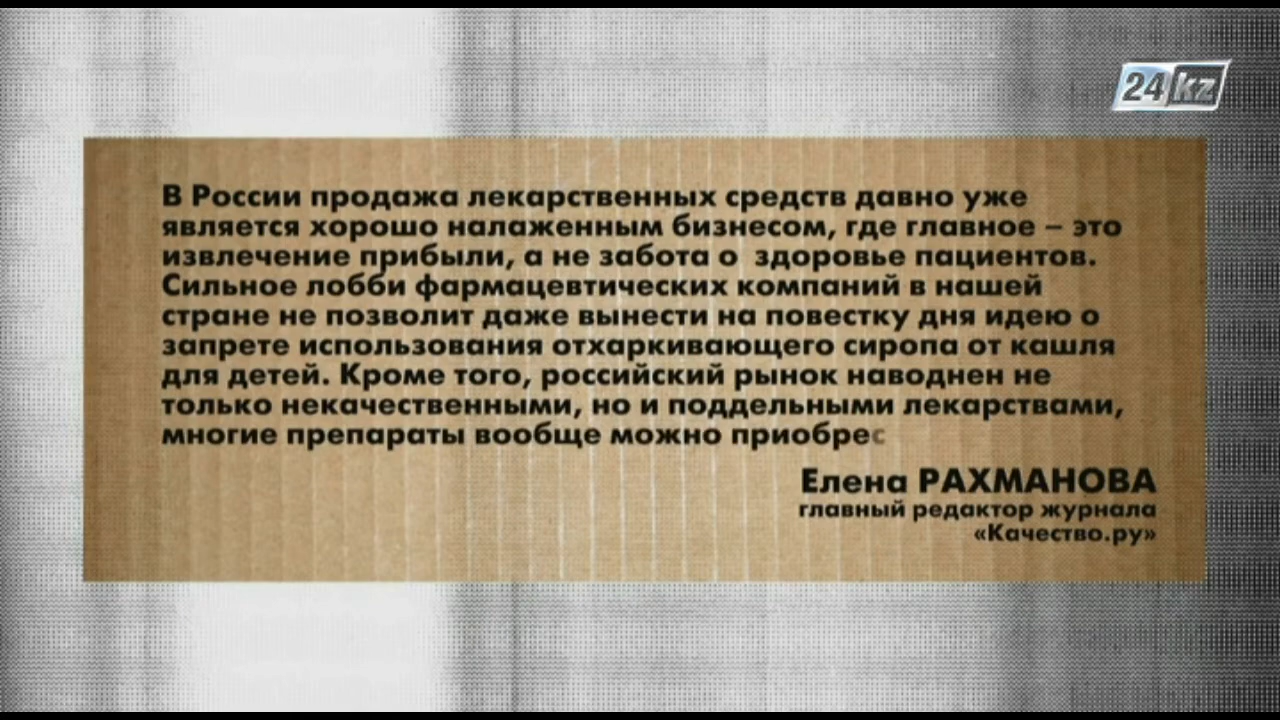 24 kz
В России продажа лекарственных средств давно уже
является хорошо налаженным бизнесом, где главное – это
извлечение прибыли, а не забота о здоровье пациентов.
Сильное лобби фармацевтических компаний в нашей
стране не позволит даже вынести на повестку дня идею о
запрете использования отхаркивающего сиропа от кашля
для детей. Кроме того, российский рынок наводнен не
только некачественными, но и поддельными лекарствами,
многие препараты вообще можно приобрес
Елена РАХМАНОВА
главный редактор журнала
«Качество.ру»